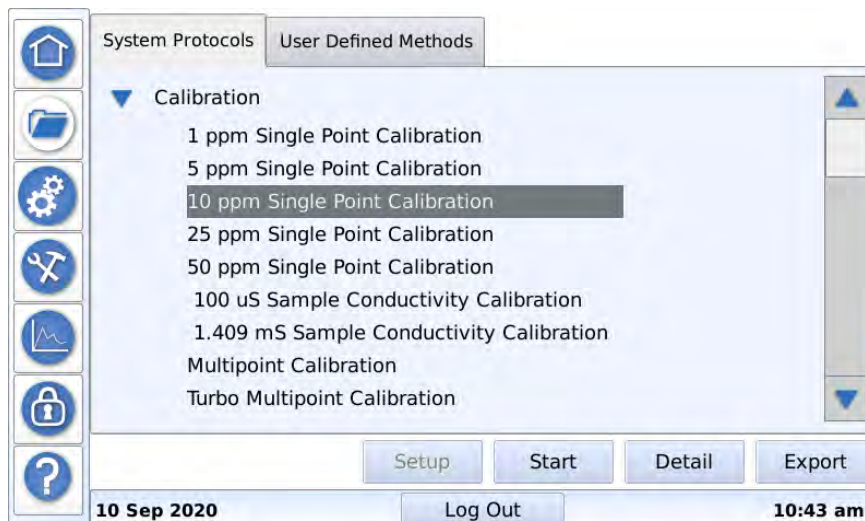 System Protocols User Defined Methods
Calibration
1 ppm Single Point Calibration
5 ppm Single Point Calibration
10 ppm Single Point Calibration
25 ppm Single Point Calibration
50 ppm Single Point Calibration
100 uS Sample Conductivity Calibration
1.409 mS Sample Conductivity Calibration
Multipoint Calibration
Turbo Multipoint Calibration
Setup Start Detail Export
?
10 Sep 2020 Log Out 10:43 am